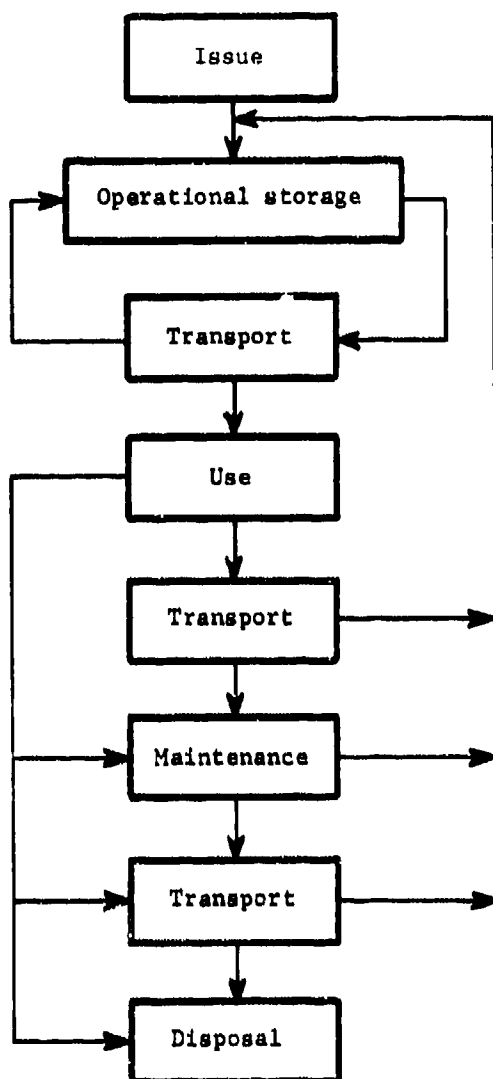 Issue
Operational storage
Transport
Use
Transport
Maintenance
Transport
Disposal